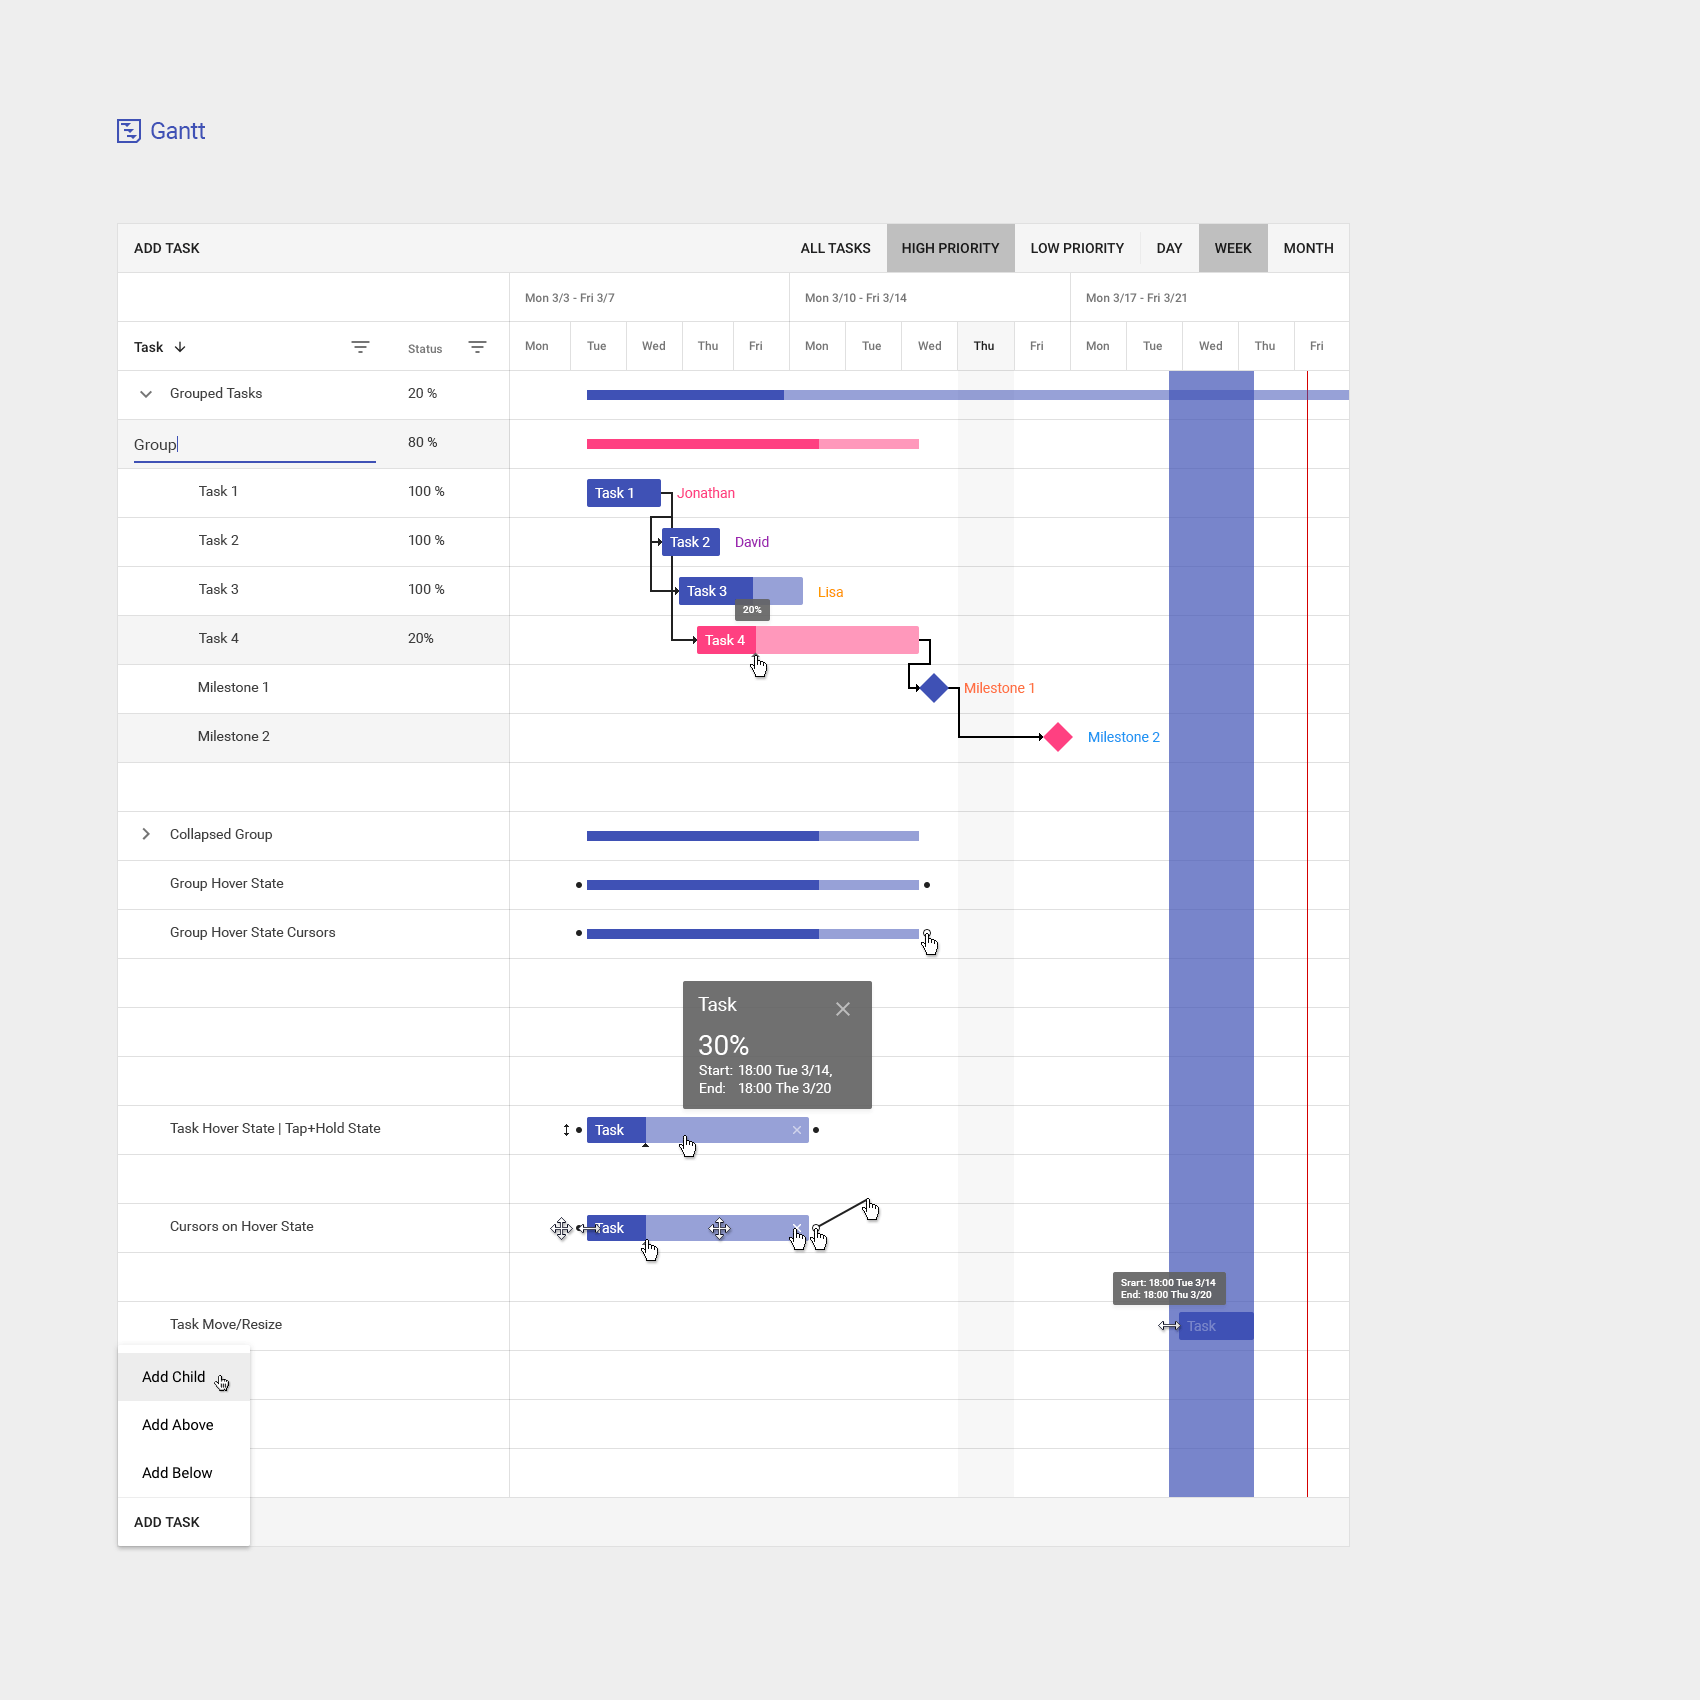 Gantt
ADD TASK ALL TASKS HIGH PRIORITY LOW PRIORITY DAY WEEK MONTH
Mon 3/3 - Fri 3/7 Mon 3/10 - Fri 3/14 Mon 3/17 - Fri 3/21
Task Status Mon Tue Wed Thu Fri Mon Tue Wed Thu Fri Mon Tue Wed Thu Fri
Grouped Tasks 20 %
Group 80 %
Task 1 100 % Task 1 Jonathan
Task 2 100 % Task 2 David
Task 3 100 % Task 3 Lisa
20%
Task 4 20% Task 4
Milestone 1 Milestone 1
Milestone 2 Milestone 2
Collapsed Group
Group Hover State
Group Hover State Cursors
Task
30%
Start: 18:00 Tue 3/14,
End: 18:00 The 3/20
Task Hover State | Tap+Hold State Task
Cursors on Hover State Task
Srart: 18:00 Tue 3/14
End: 18:00 Thu 3/20
Task Move/Resize Task
Add Child
Add Above
Add Below
ADD TASK